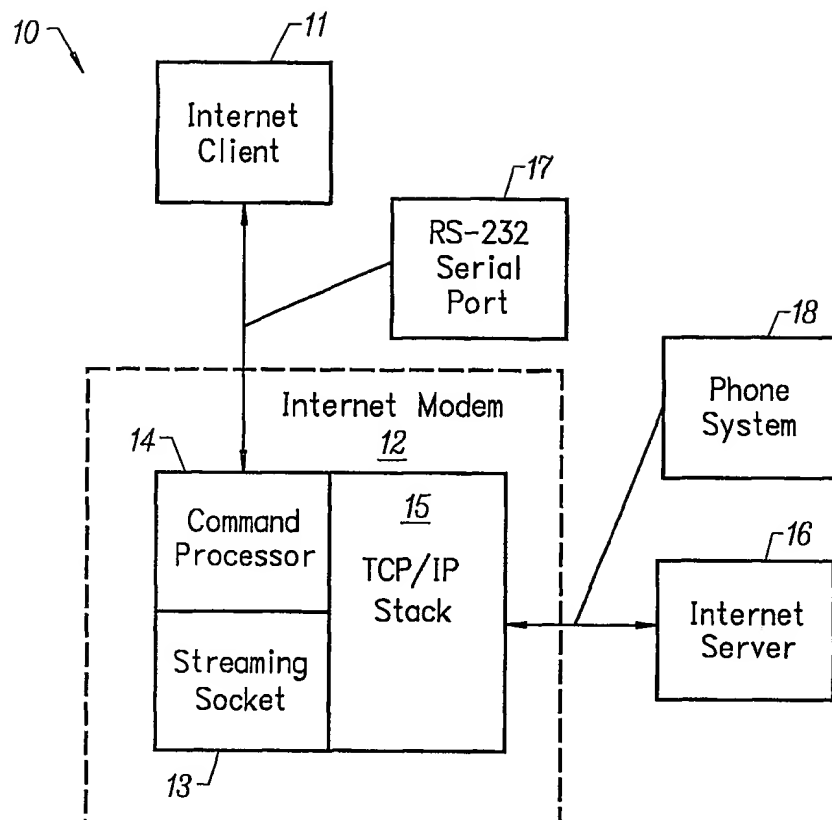 10
11
Internet
Client
17
RS-232
Serial
Port
18
Phone
System
Internet Modem
12
14
Command
Processor
15
TCP/IP
Stack
16
Internet
Server
Streaming
Socket
13